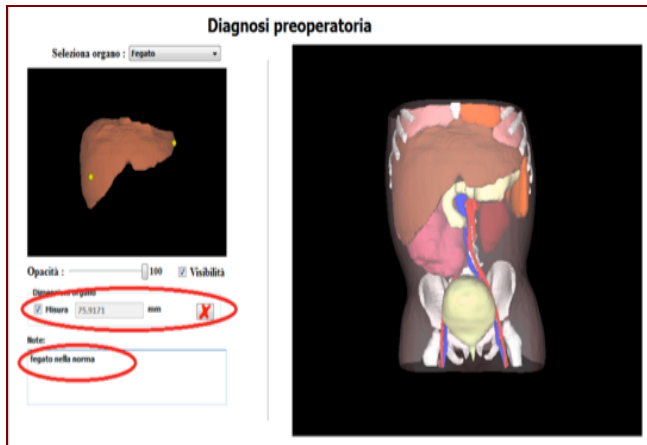 Diagnosi preoperatoria
Seleziona organo : Fegato
Opacità : 100 Visibilità
Dimensioni organo
Misura 75.9171 mm X
Note:
fegato nella norma